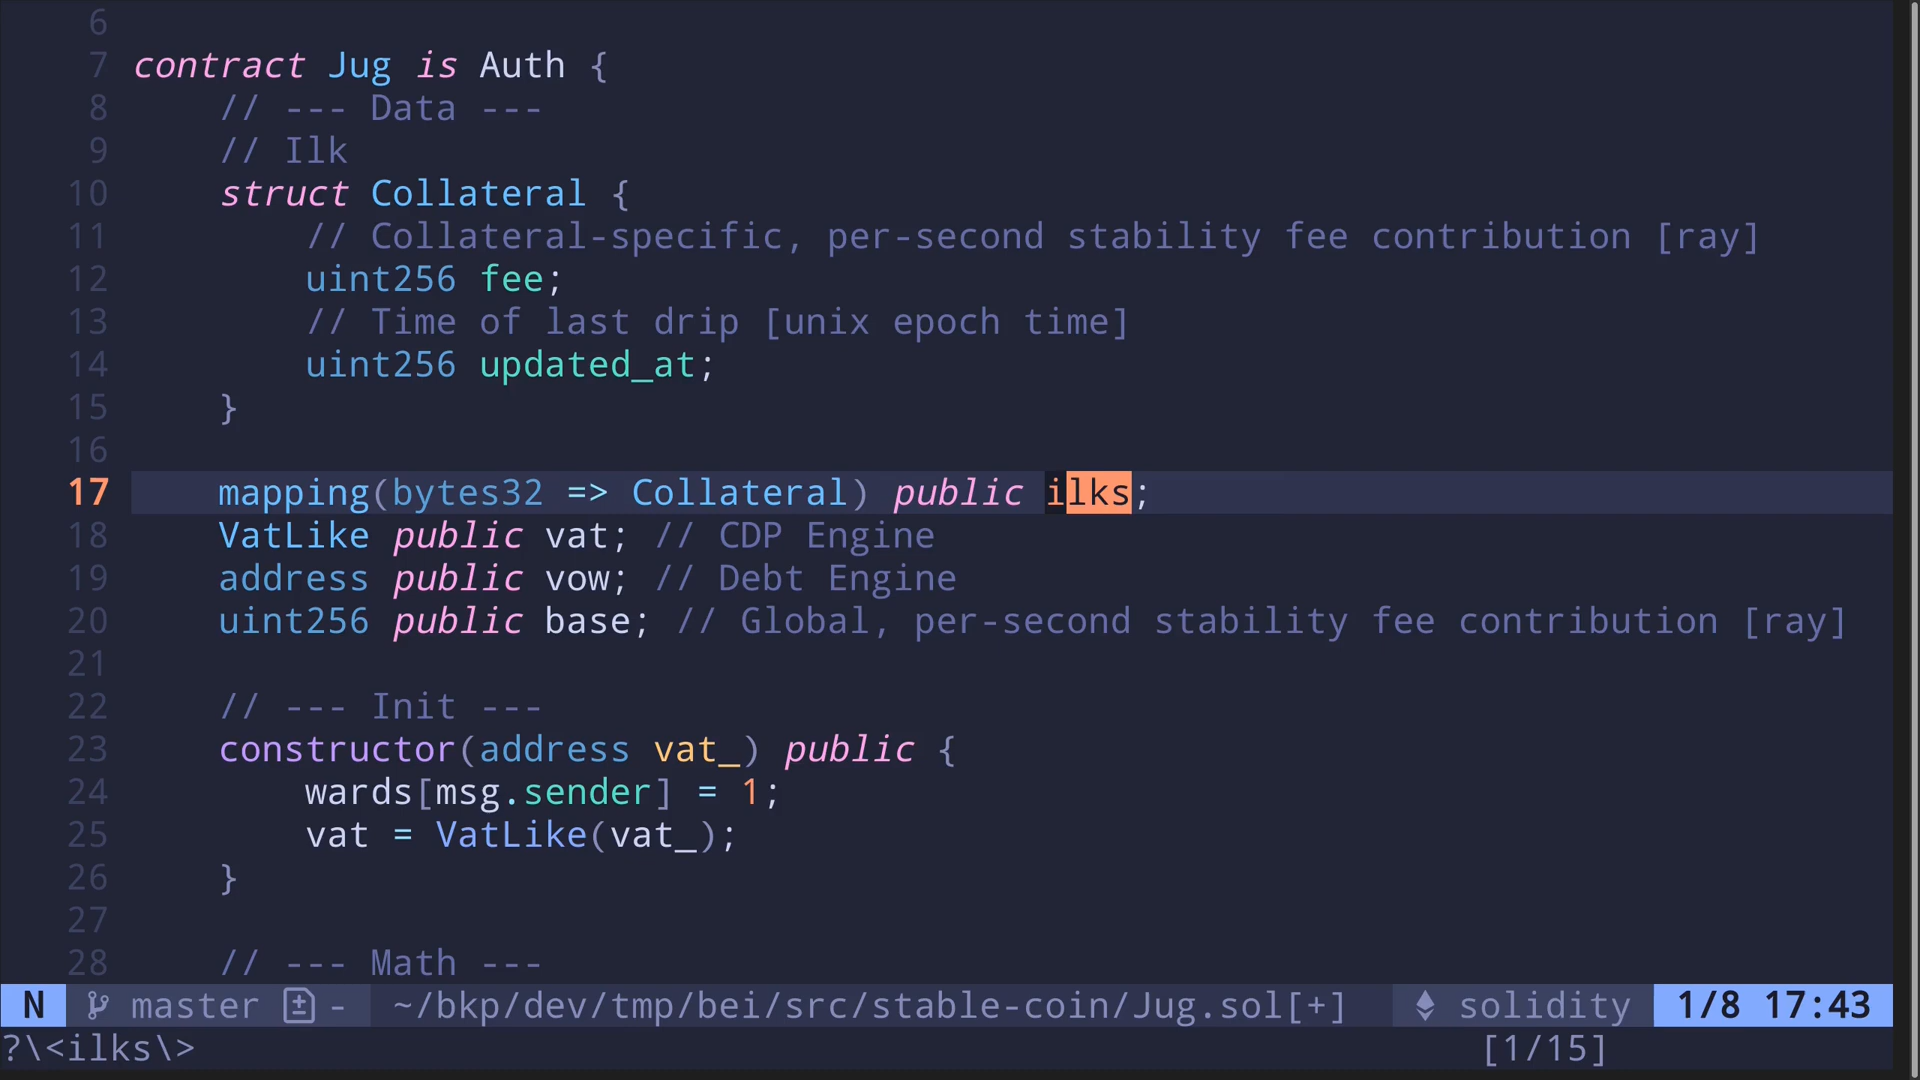 6
7 contract Jug is Auth {
8     // --- Data ---
9     // Ilk
10     struct Collateral {
11         // Collateral-specific, per-second stability fee contribution [ray]
12         uint256 fee;
13         // Time of last drip [unix epoch time]
14         uint256 updated_at;
15     }
16
17     mapping(bytes32 => Collateral) public ilks;
18     VatLike public vat; // CDP Engine
19     address public vow; // Debt Engine
20     uint256 public base; // Global, per-second stability fee contribution [ray]
21
22     // --- Init ---
23     constructor(address vat_) public {
24         wards[msg.sender] = 1;
25         vat = VatLike(vat_);
26     }
27
28     // --- Math ---
N master - ~/bkp/dev/tmp/bei/src/stable-coin/Jug.sol[+] solidity 1/8 17:43
?\<ilks\> [1/15]